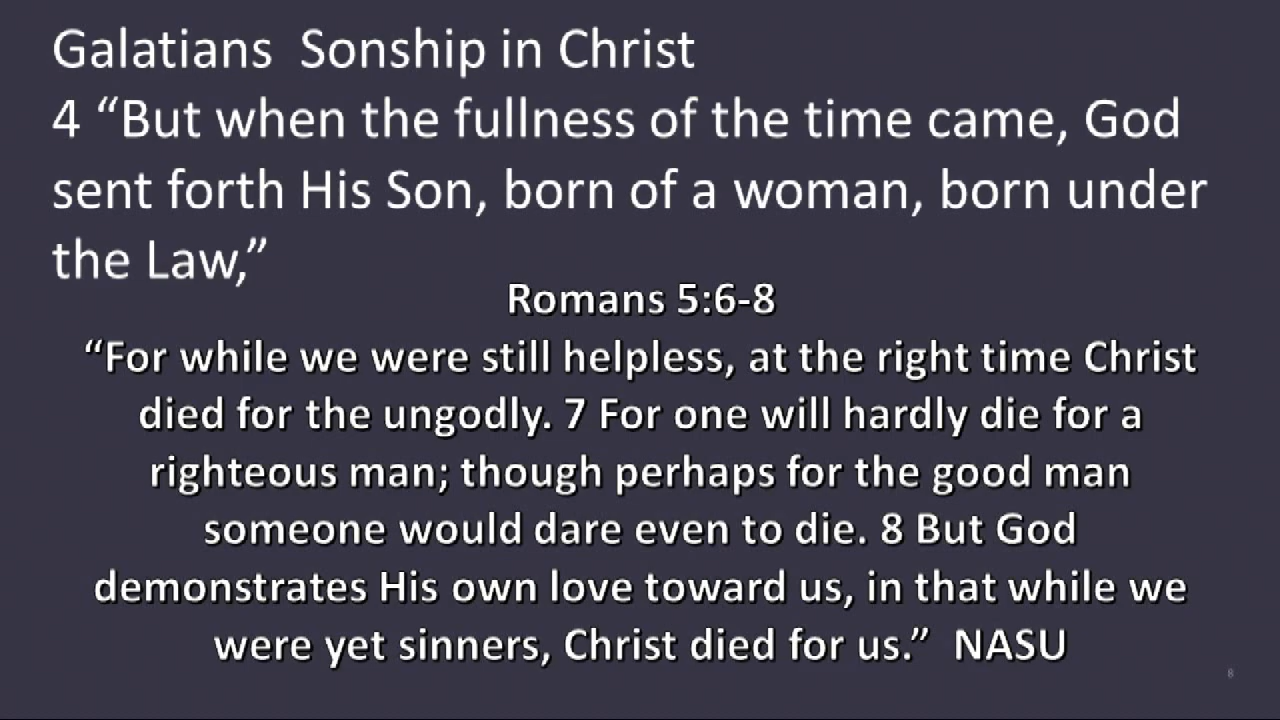 Galatians  Sonship in Christ
4 “But when the fullness of the time came, God
sent forth His Son, born of a woman, born under
the Law,”
Romans 5:6-8
“For while we were still helpless, at the right time Christ
died for the ungodly. 7 For one will hardly die for a
righteous man; though perhaps for the good man
someone would dare even to die. 8 But God
demonstrates His own love toward us, in that while we
were yet sinners, Christ died for us.”  NASU
8